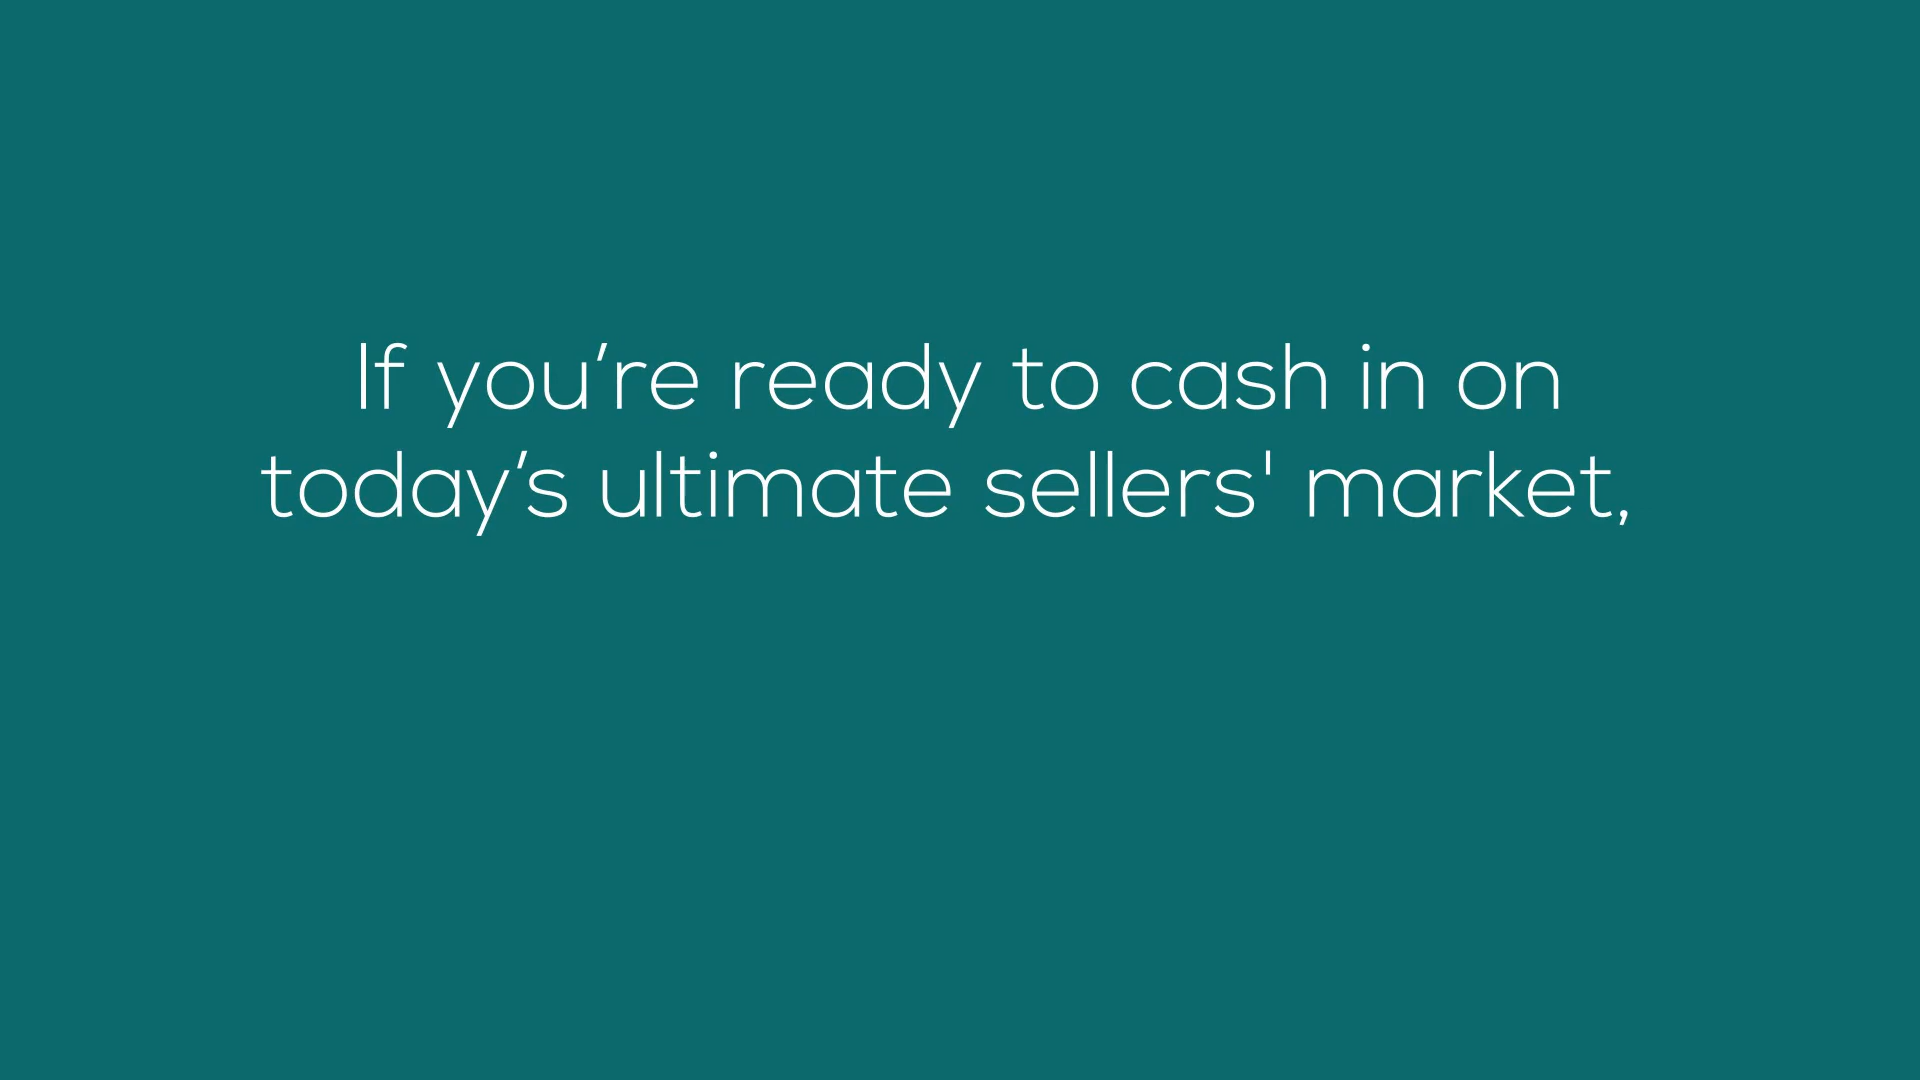 If you’re ready to cash in on
today’s ultimate sellers' market,